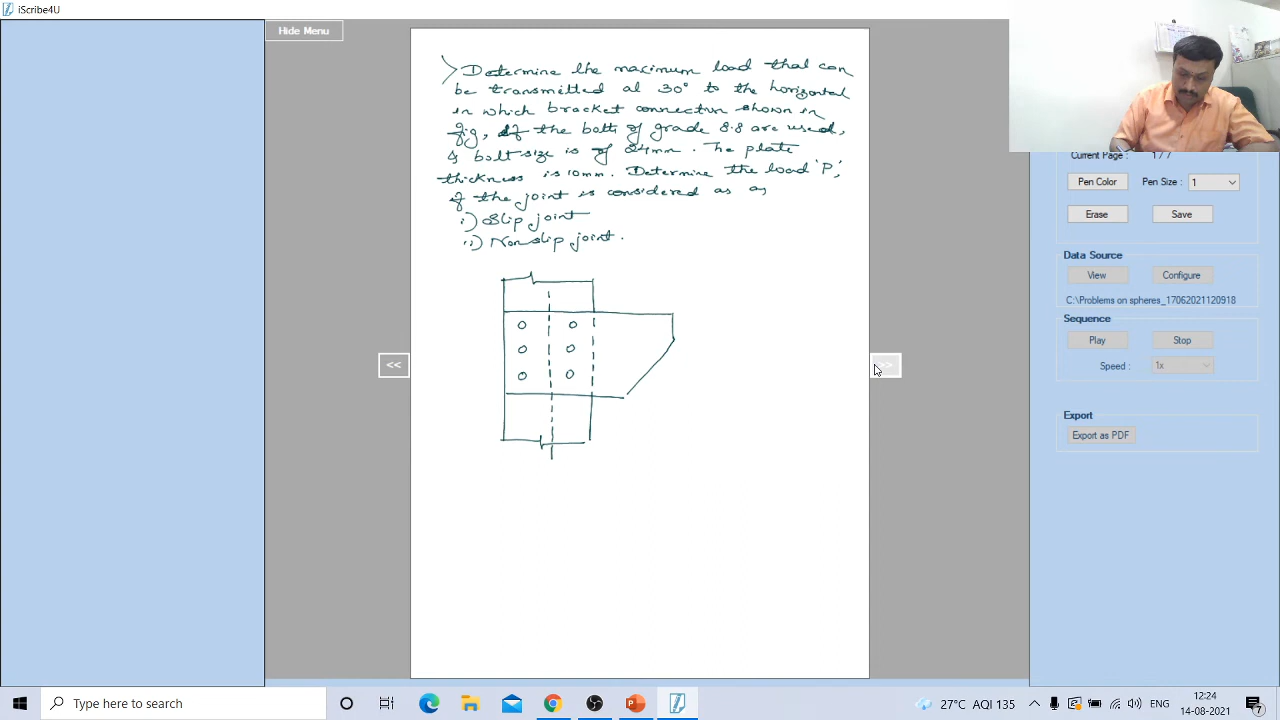 iScribe4U
Hide Menu
Determine the maximum load that can
be transmitted at 30° to the horizontal
in which bracket connection shown in
fig, If the bolts of grade 8.8 are used,
& bolt size is of 24mm. The plate
thickness is 10mm. Determine the load 'P',
if the joint is considered as a
i) Slip joint
ii) Non slip joint.
<<
>>
Current Page : 1 / 7
Pen Color Pen Size : 1
Erase Save
Data Source
View Configure
C:\Problems on spheres_17062021120918
Sequence
Play Stop
Speed : 1x
Export
Export as PDF
Type here to search
27°C AQI 135
12:24
14-08-2021
7